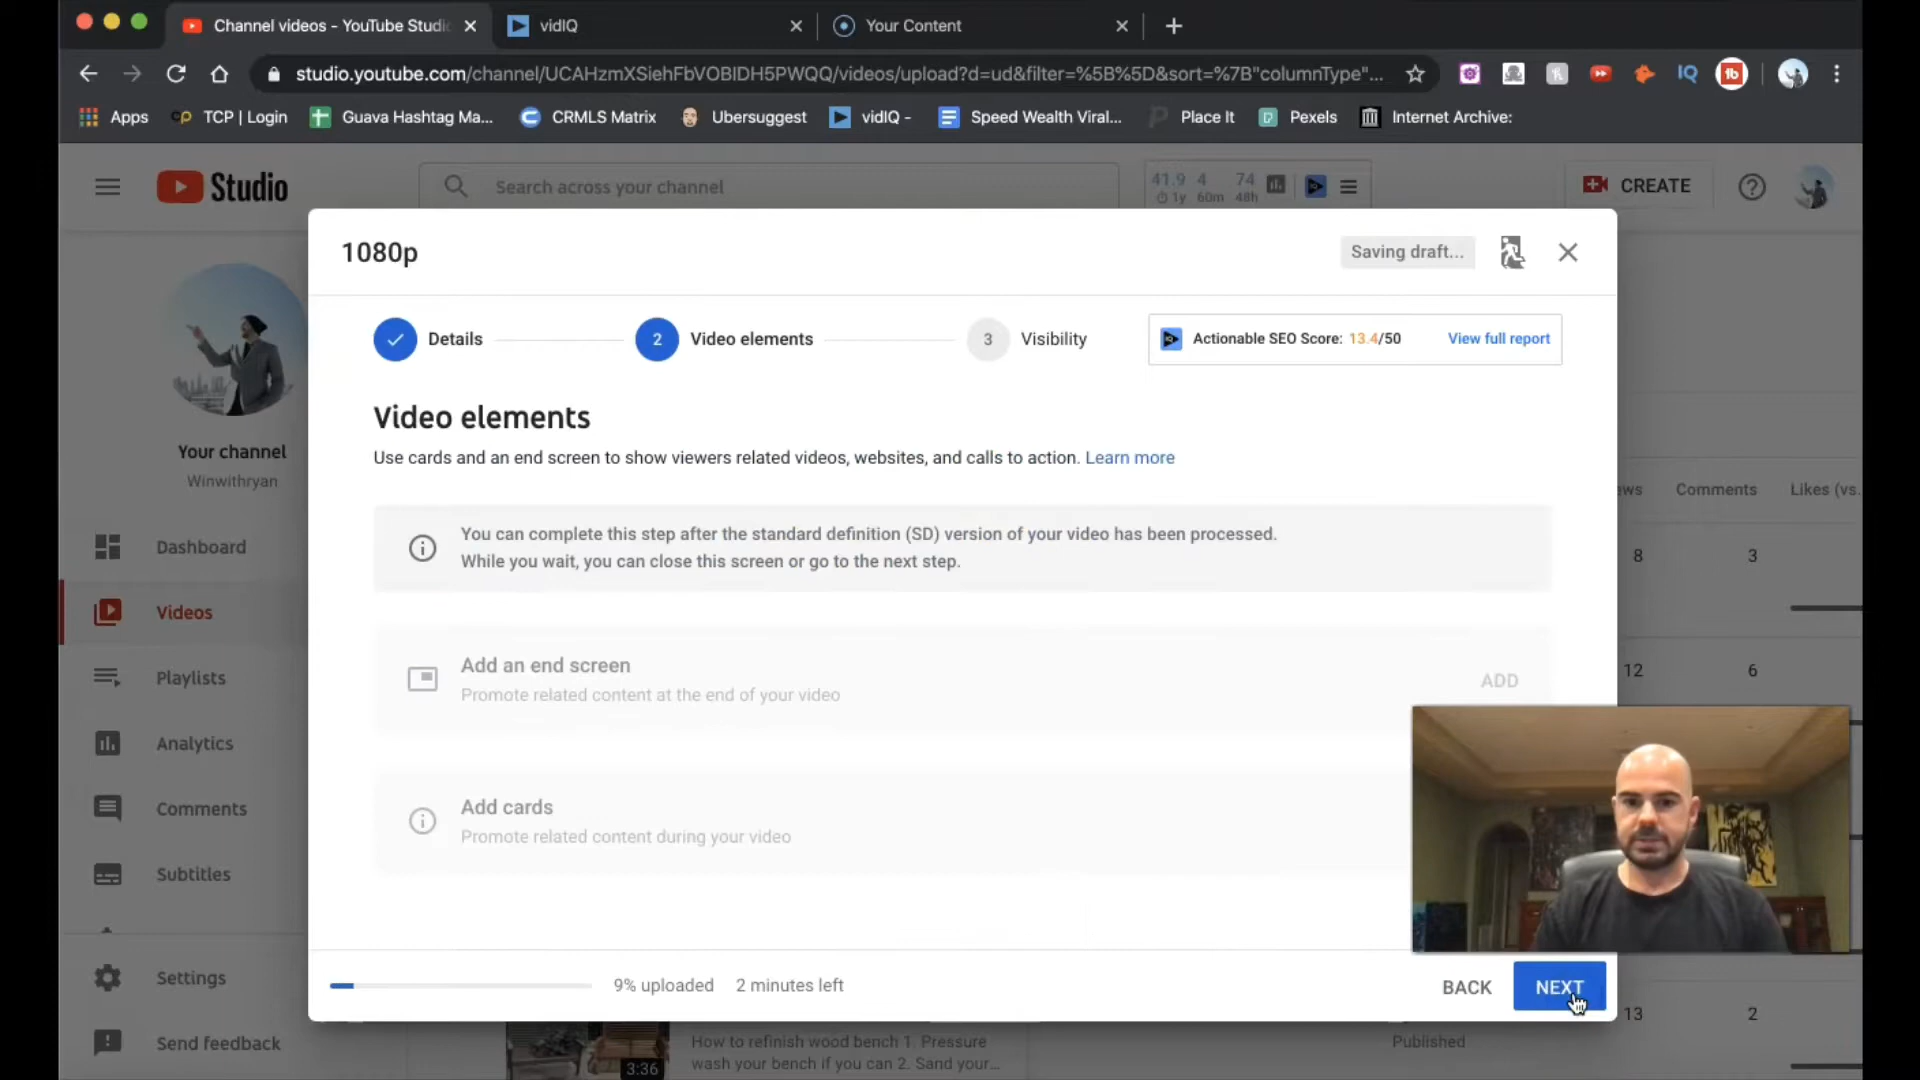 Channel videos - YouTube Studio
vidIQ
Your Content
studio.youtube.com/channel/UCAHzmXSiehFbVOBIDH5PWQQ/videos/upload?d=ud&filter=%5B%5D&sort=%7B"columnType"...
IQ
Apps
TCP | Login
Guava Hashtag Ma...
CRMLS Matrix
Ubersuggest
vidIQ -
Speed Wealth Viral...
Place It
Pexels
Internet Archive:
Studio
Search across your channel
41.9 4 74
1y 60m 48h
CREATE
1080p
Saving draft...
Details
2 Video elements
3 Visibility
Actionable SEO Score: 13.4/50
View full report
Video elements
Use cards and an end screen to show viewers related videos, websites, and calls to action. Learn more
You can complete this step after the standard definition (SD) version of your video has been processed.
While you wait, you can close this screen or go to the next step.
Add an end screen
Promote related content at the end of your video
ADD
Add cards
Promote related content during your video
9% uploaded 2 minutes left
BACK
NEXT
Your channel
Winwithryan
Dashboard
Videos
Playlists
Analytics
Comments
Subtitles
Settings
Send feedback
Comments
Likes (vs.
8 3
12 6
13 2
How to refinish wood bench 1. Pressure
wash your bench if you can 2. Sand your...
3:36
Published